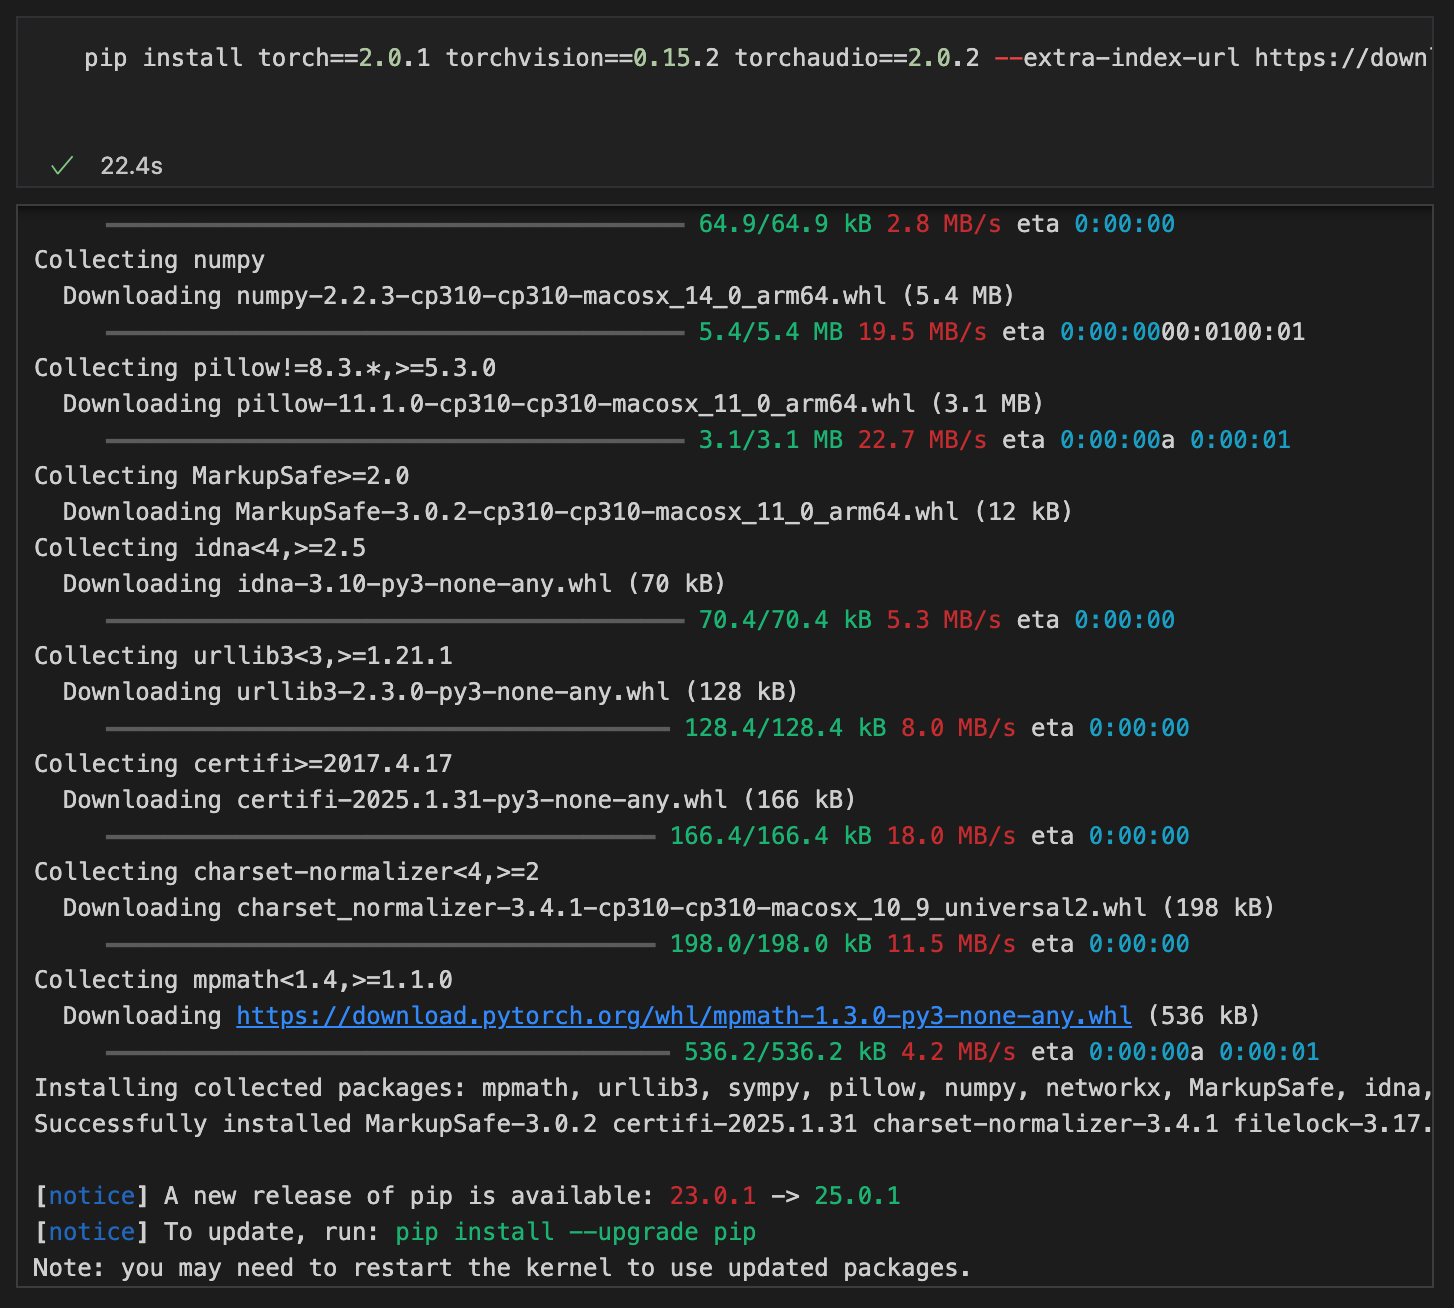 pip install torch==2.0.1 torchvision==0.15.2 torchaudio==2.0.2 --extra-index-url https://down
22.4s
64.9/64.9 kB 2.8 MB/s eta 0:00:00
Collecting numpy
Downloading numpy-2.2.3-cp310-cp310-macosx_14_0_arm64.whl (5.4 MB)
5.4/5.4 MB 19.5 MB/s eta 0:00:0000:0100:01
Collecting pillow!=8.3.*,>=5.3.0
Downloading pillow-11.1.0-cp310-cp310-macosx_11_0_arm64.whl (3.1 MB)
3.1/3.1 MB 22.7 MB/s eta 0:00:00a 0:00:01
Collecting MarkupSafe>=2.0
Downloading MarkupSafe-3.0.2-cp310-cp310-macosx_11_0_arm64.whl (12 kB)
Collecting idna<4,>=2.5
Downloading idna-3.10-py3-none-any.whl (70 kB)
70.4/70.4 kB 5.3 MB/s eta 0:00:00
Collecting urllib3<3,>=1.21.1
Downloading urllib3-2.3.0-py3-none-any.whl (128 kB)
128.4/128.4 kB 8.0 MB/s eta 0:00:00
Collecting certifi>=2017.4.17
Downloading certifi-2025.1.31-py3-none-any.whl (166 kB)
166.4/166.4 kB 18.0 MB/s eta 0:00:00
Collecting charset-normalizer<4,>=2
Downloading charset_normalizer-3.4.1-cp310-cp310-macosx_10_9_universal2.whl (198 kB)
198.0/198.0 kB 11.5 MB/s eta 0:00:00
Collecting mpmath<1.4,>=1.1.0
Downloading https://download.pytorch.org/whl/mpmath-1.3.0-py3-none-any.whl (536 kB)
536.2/536.2 kB 4.2 MB/s eta 0:00:00a 0:00:01
Installing collected packages: mpmath, urllib3, sympy, pillow, numpy, networkx, MarkupSafe, idna,
Successfully installed MarkupSafe-3.0.2 certifi-2025.1.31 charset-normalizer-3.4.1 filelock-3.17.
[notice] A new release of pip is available: 23.0.1 -> 25.0.1
[notice] To update, run: pip install --upgrade pip
Note: you may need to restart the kernel to use updated packages.